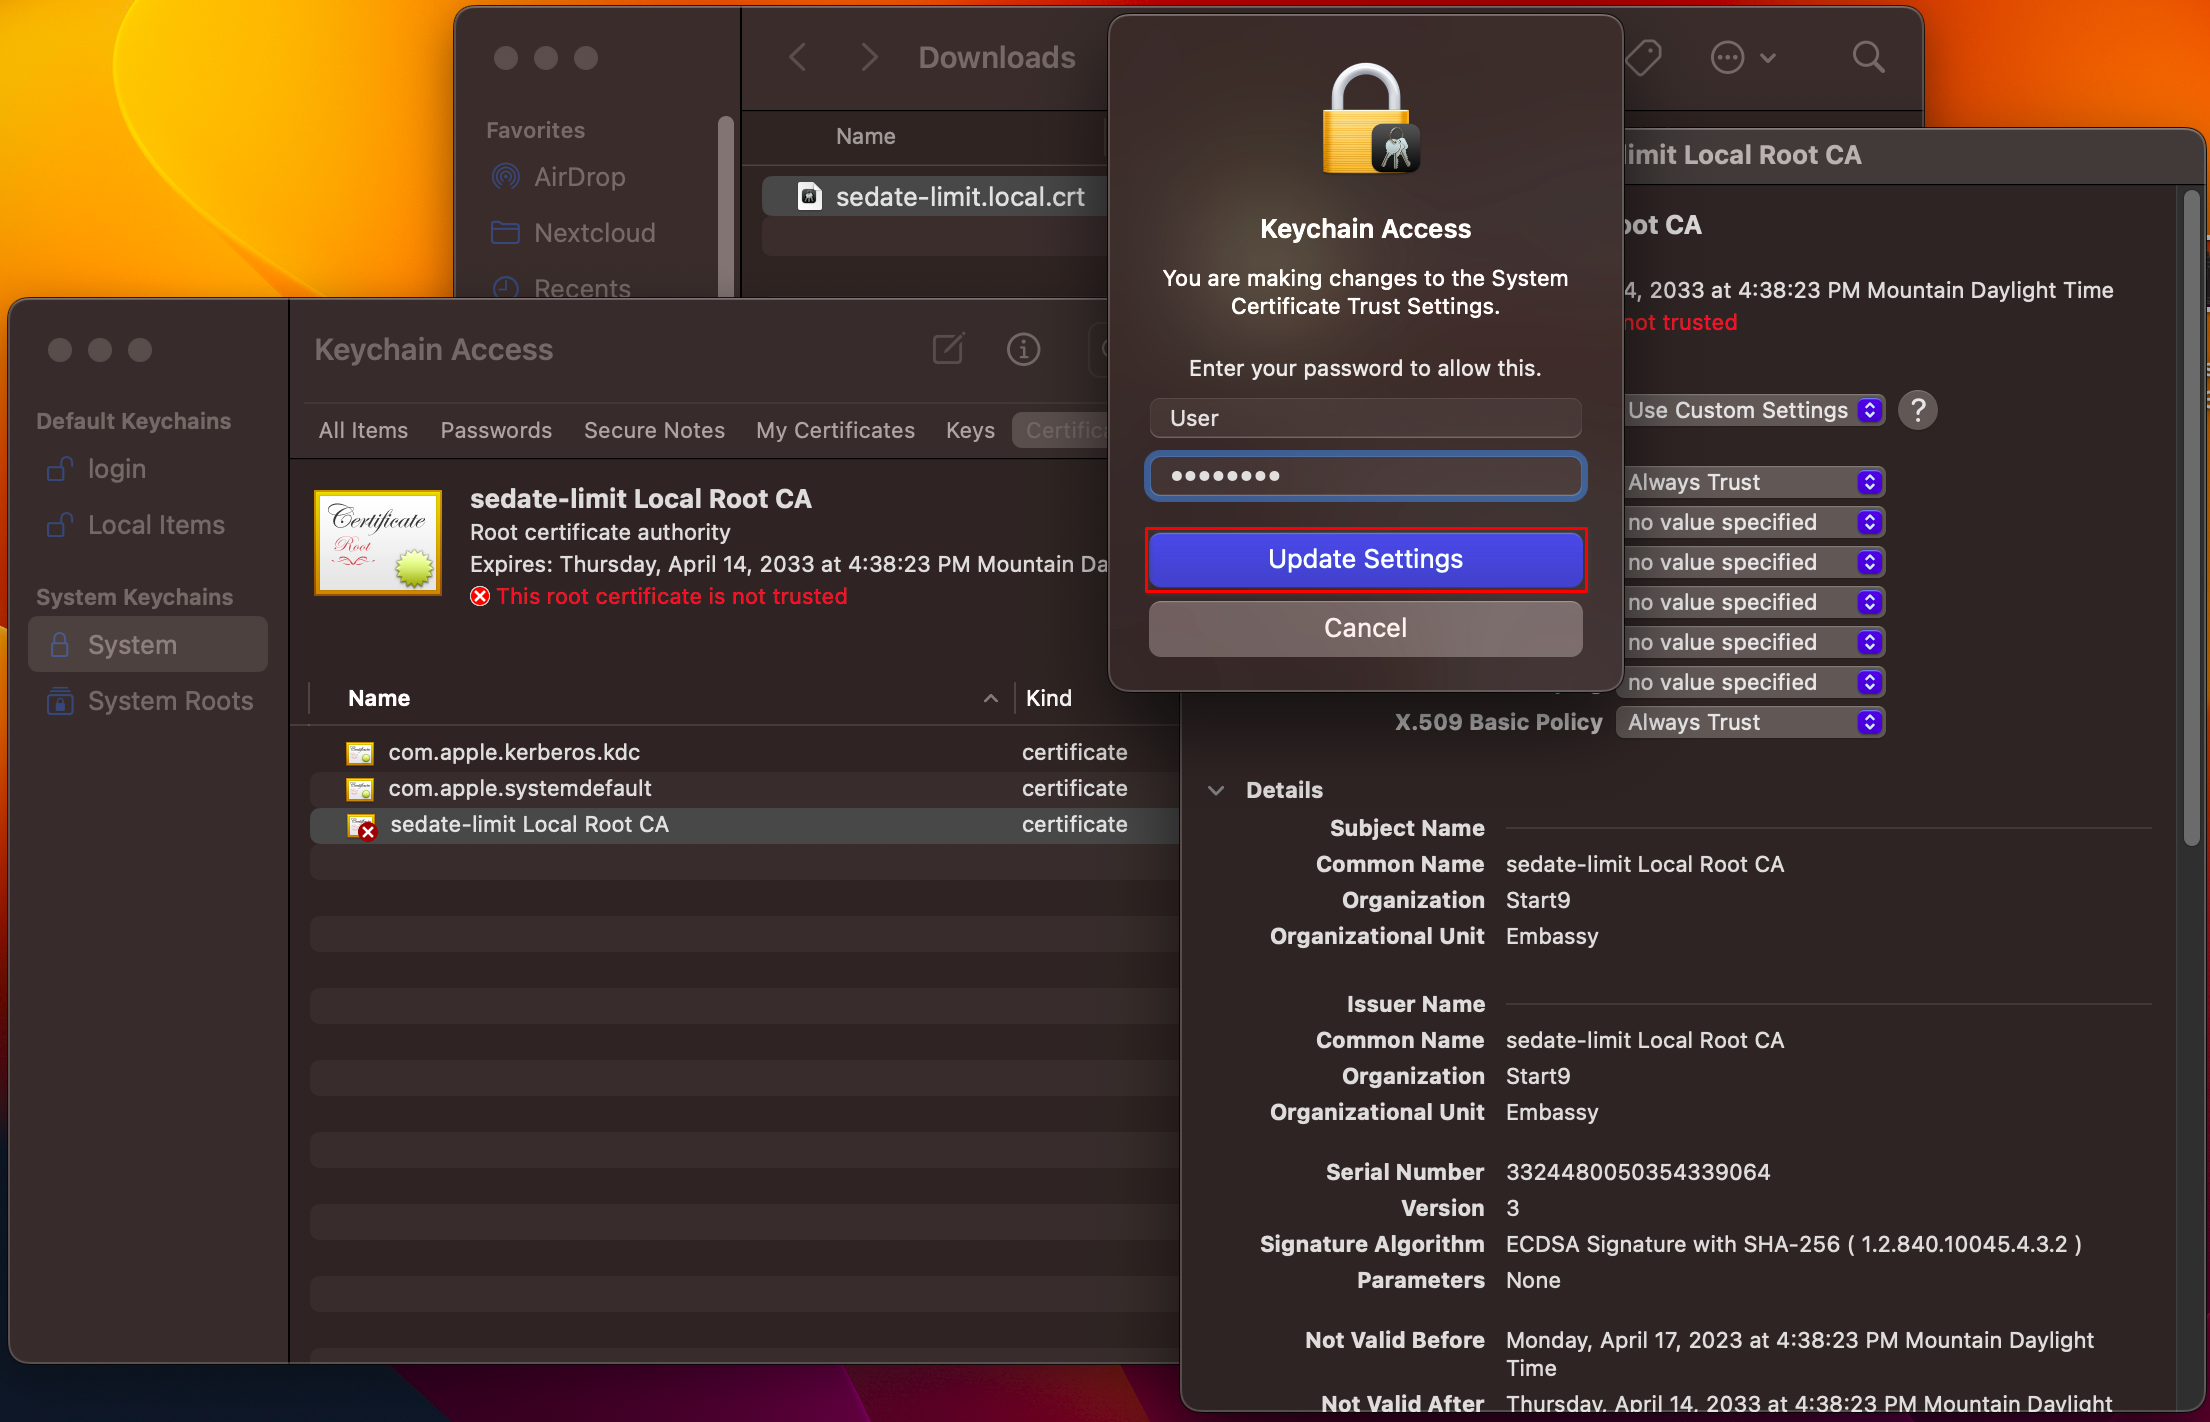 Downloads
Favorites
AirDrop
Nextcloud
Recents
Name
sedate-limit.local.crt
Keychain Access
You are making changes to the System
Certificate Trust Settings.
Enter your password to allow this.
User
••••••••
Update Settings
Cancel
Keychain Access
Default Keychains
login
Local Items
System Keychains
System
System Roots
All Items Passwords Secure Notes My Certificates Keys
Certificate
Root
sedate-limit Local Root CA
Root certificate authority
Expires: Thursday, April 14, 2033 at 4:38:23 PM Mountain
This root certificate is not trusted
Name Kind
com.apple.kerberos.kdc certificate
com.apple.systemdefault certificate
sedate-limit Local Root CA certificate
Local Root CA
CA
2033 at 4:38:23 PM Mountain Daylight Time
not trusted
Use Custom Settings ?
Always Trust
no value specified
no value specified
no value specified
no value specified
no value specified
X.509 Basic Policy Always Trust
Details
Subject Name
Common Name sedate-limit Local Root CA
Organization Start9
Organizational Unit Embassy
Issuer Name
Common Name sedate-limit Local Root CA
Organization Start9
Organizational Unit Embassy
Serial Number 3324480050354339064
Version 3
Signature Algorithm ECDSA Signature with SHA-256 ( 1.2.840.10045.4.3.2 )
Parameters None
Not Valid Before Monday, April 17, 2023 at 4:38:23 PM Mountain Daylight
Time
Not Valid After Thursday, April 14, 2033 at 4:38:23 PM Mountain Daylight